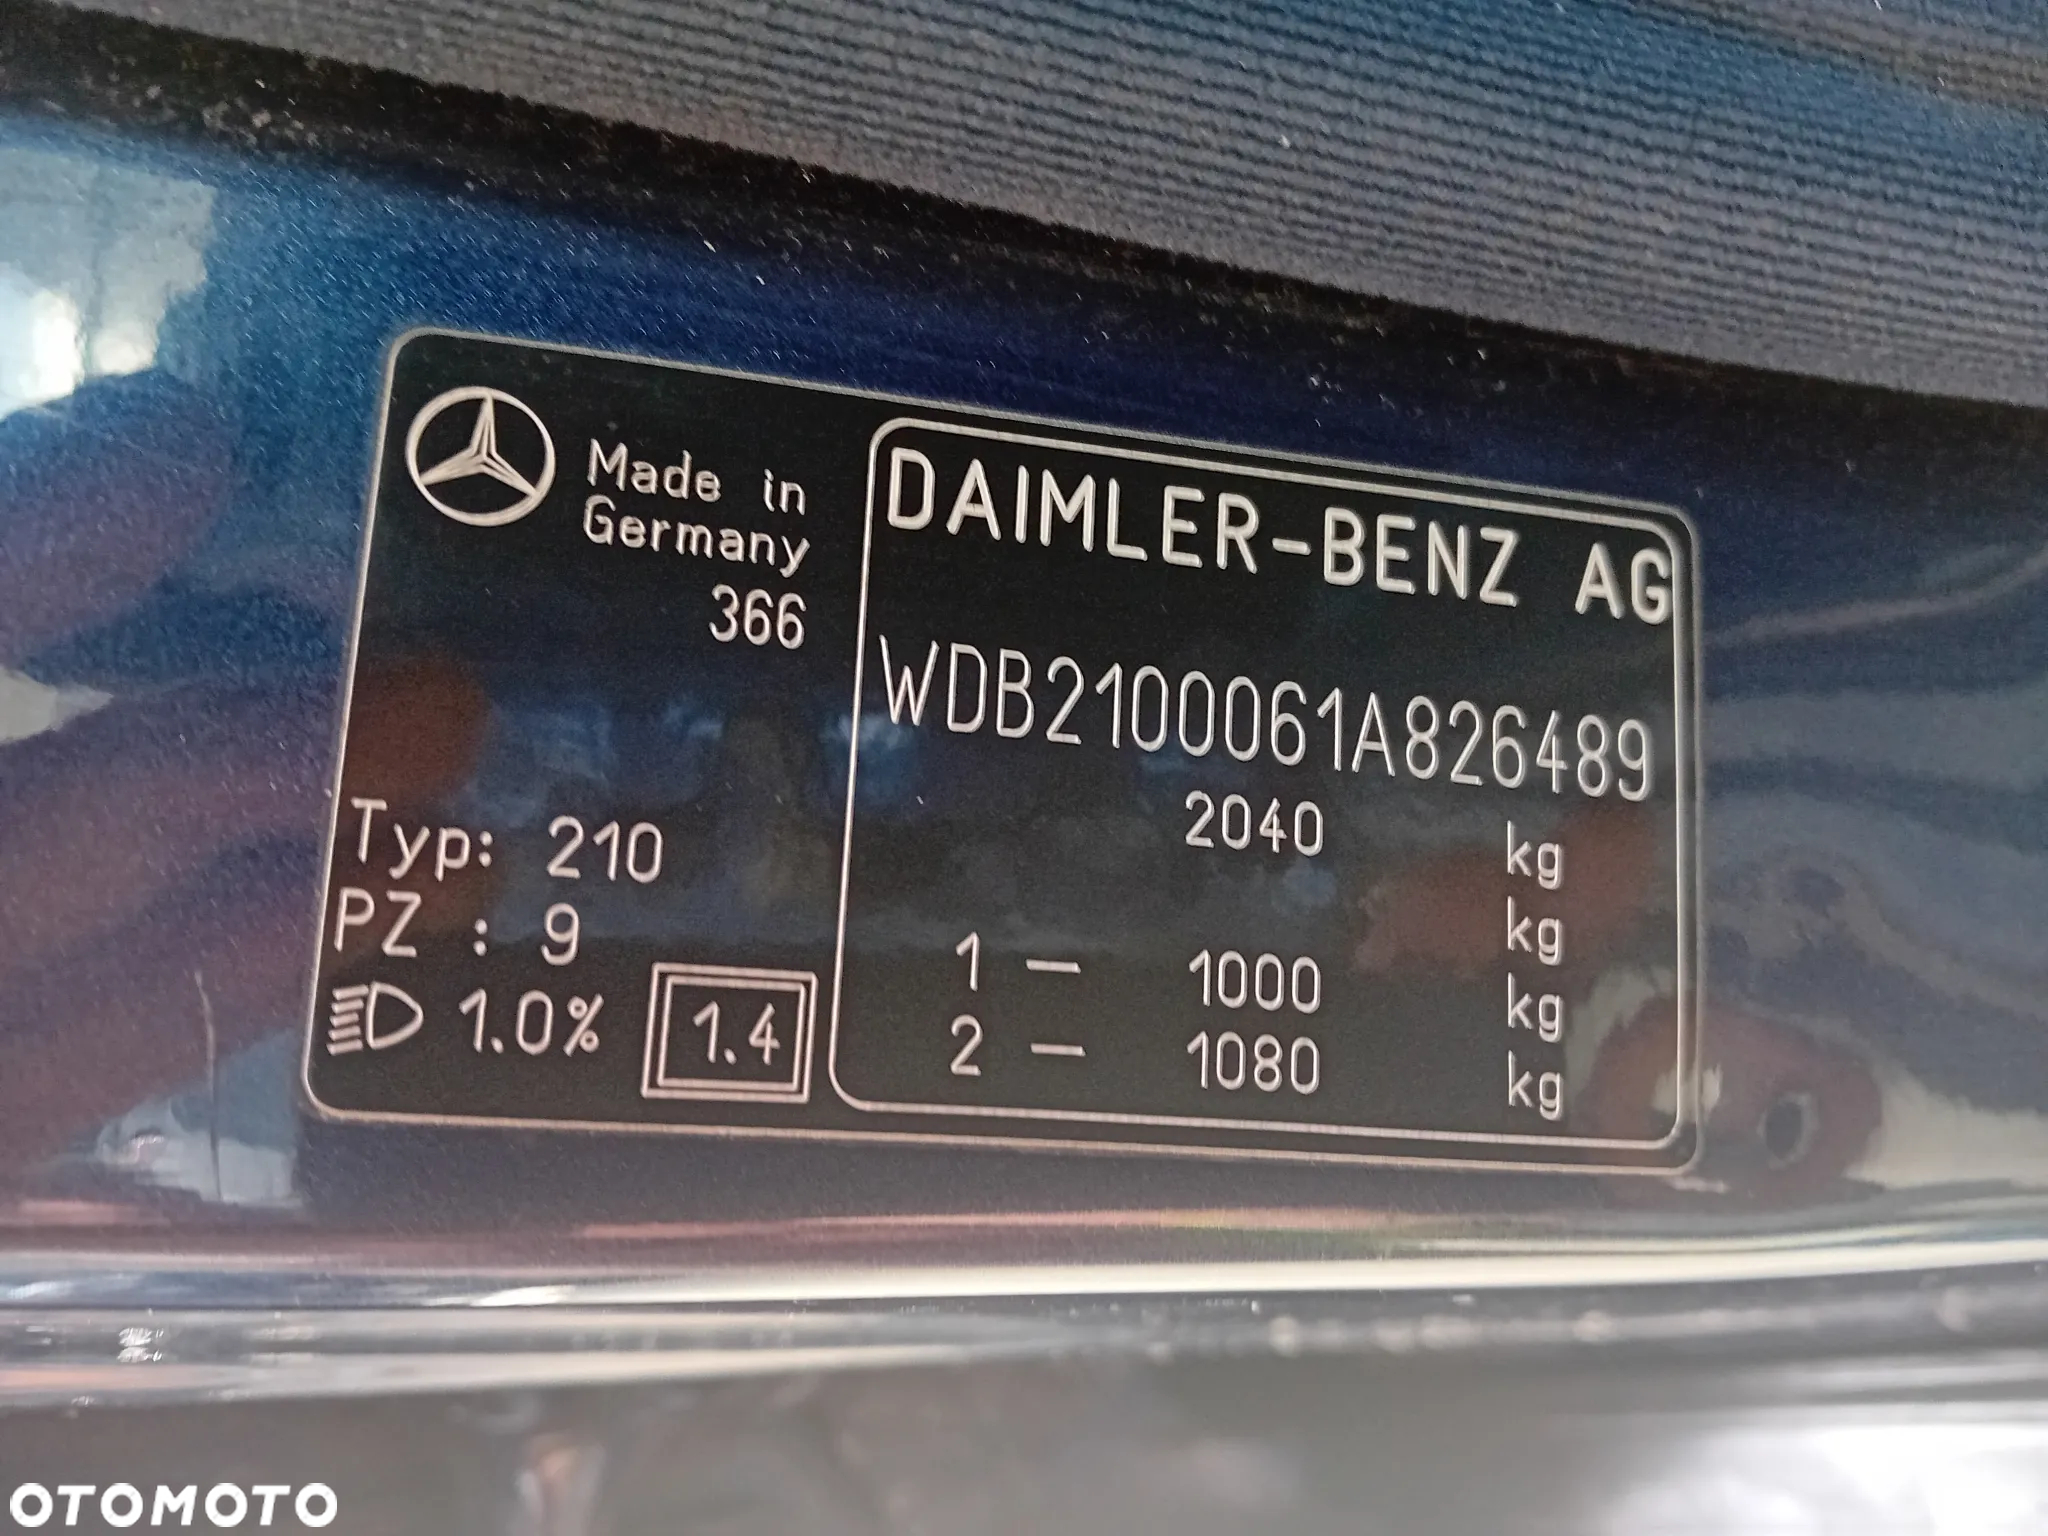 Made in
Germany
366
Typ: 210
PZ : 9
1.0%
1.4
DAIMLER-BENZ AG
WDB2100061A826489
2040 kg
kg
1 – 1000 kg
2 – 1080 kg
OTOMOTO